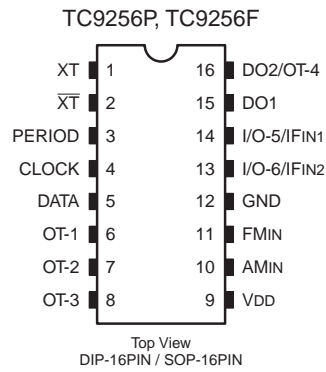 TC9256P, TC9256F
XT 1 16 DO2/OT-4
X̅T̅ 2 15 DO1
PERIOD 3 14 I/O-5/IFIN1
CLOCK 4 13 I/O-6/IFIN2
DATA 5 12 GND
OT-1 6 11 FMIN
OT-2 7 10 AMIN
OT-3 8 9 VDD
Top View
DIP-16PIN / SOP-16PIN